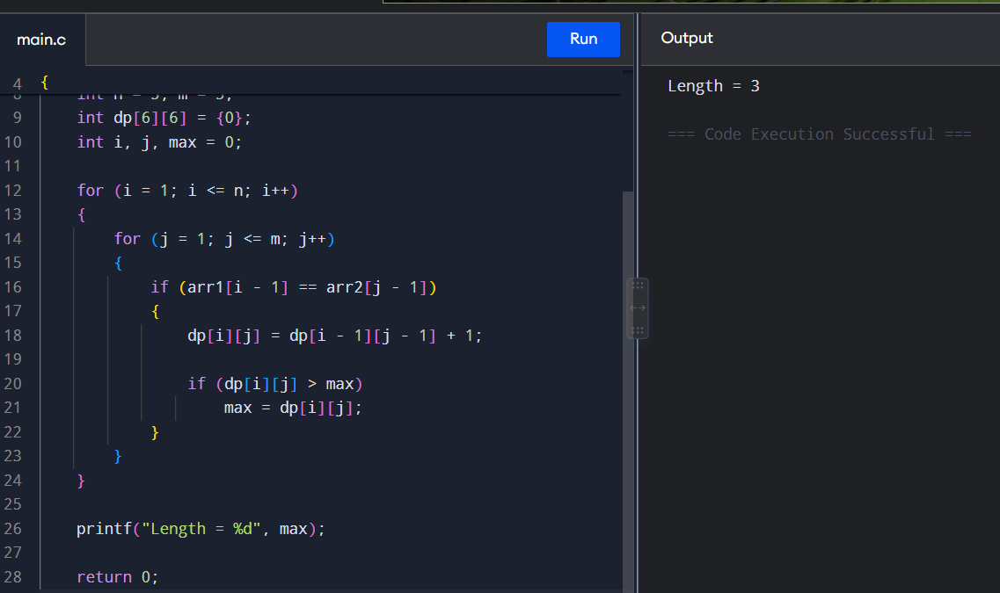 main.c
Run
Output
4 {
9 int dp[6][6] = {0};
10 int i, j, max = 0;
11
12 for (i = 1; i <= n; i++)
13 {
14 for (j = 1; j <= m; j++)
15 {
16 if (arr1[i - 1] == arr2[j - 1])
17 {
18 dp[i][j] = dp[i - 1][j - 1] + 1;
19
20 if (dp[i][j] > max)
21 max = dp[i][j];
22 }
23 }
24 }
25
26 printf("Length = %d", max);
27
28 return 0;
Length = 3
=== Code Execution Successful ===